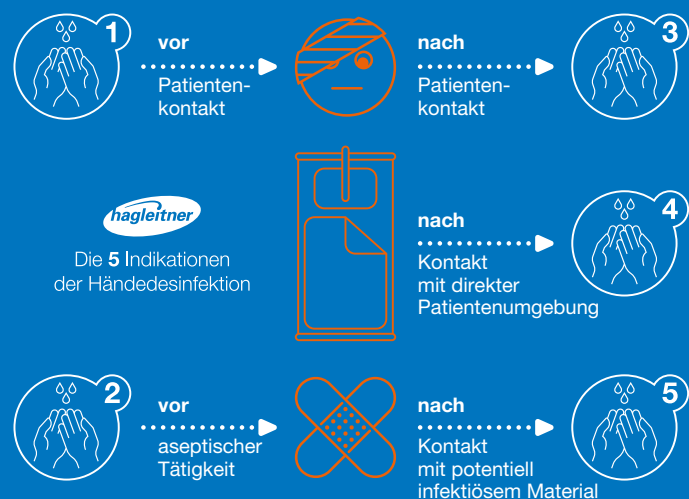 1
vor
Patienten-
kontakt
nach
Patienten-
kontakt
3
hagleitner
Die 5 Indikationen
der Händedesinfektion
nach
Kontakt
mit direkter
Patientenumgebung
4
2
vor
aseptischer
Tätigkeit
nach
Kontakt
mit potentiell
infektiösem Material
5